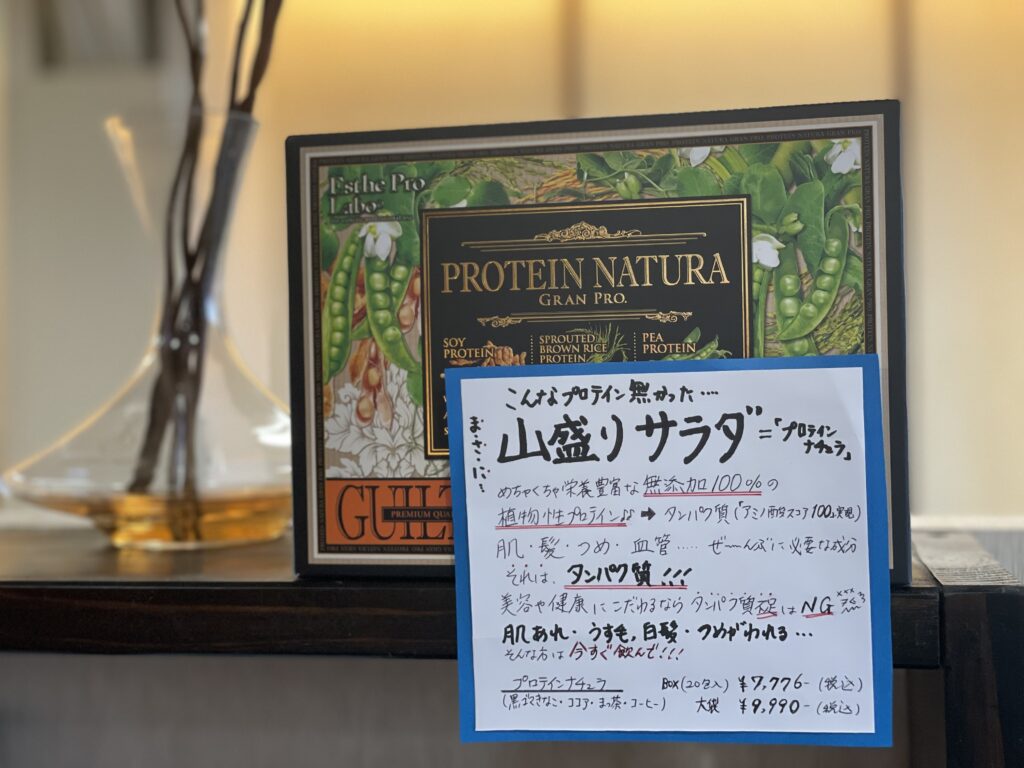 Esthe Pro
Labo
PROTEIN NATURA
GRAN PRO.
SOY
PROTEIN
SPROUTED
BROWN RICE
PROTEIN
PEA
PROTEIN
GUILT
PREMIUM QUA
こんなプロテイン無かった....
ま・さ・に・・
山盛りサラダ=「プロテインナチュラ」
めちゃくちゃ栄養豊富な無添加100%の
植物性プロテイン♪ ➡ タンパク質(「アミノ酸スコア100」実現)
肌・髪・つめ・血管..... ぜ〜んぶに必要な成分
それは、タンパク質!!!
美容や健康にこだわるならタンパク質不足はNG
肌あれ・うす毛,白髪・つめがわれる...
そんな方は今すぐ飲んで!!!
プロテインナチュラ BOX(20包入) ¥7,776-(税込)
(黒ごまきなこ・ココア・まっ茶・コーヒー) 大袋 ¥9,990-(税込)